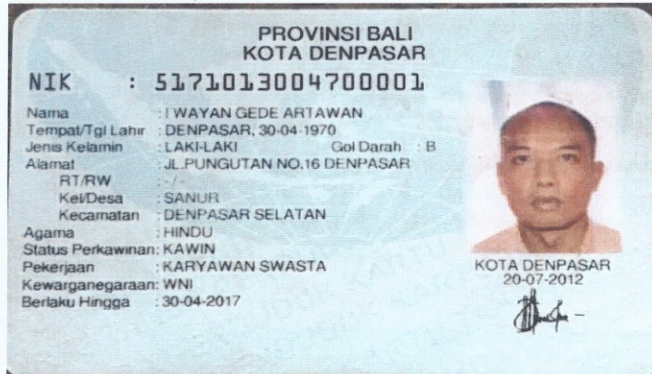 PROVINSI BALI
KOTA DENPASAR
NIK : 5171013004700001
Nama : I WAYAN GEDE ARTAWAN
Tempat/Tgl Lahir : DENPASAR, 30-04-1970
Jenis Kelamin : LAKI-LAKI Gol Darah : B
Alamat : JL.PUNGUTAN NO.16 DENPASAR
RT/RW : - / -
Kel/Desa : SANUR
Kecamatan : DENPASAR SELATAN
Agama : HINDU
Status Perkawinan: KAWIN
Pekerjaan : KARYAWAN SWASTA
Kewarganegaraan: WNI
Berlaku Hingga : 30-04-2017
KOTA DENPASAR
20-07-2012